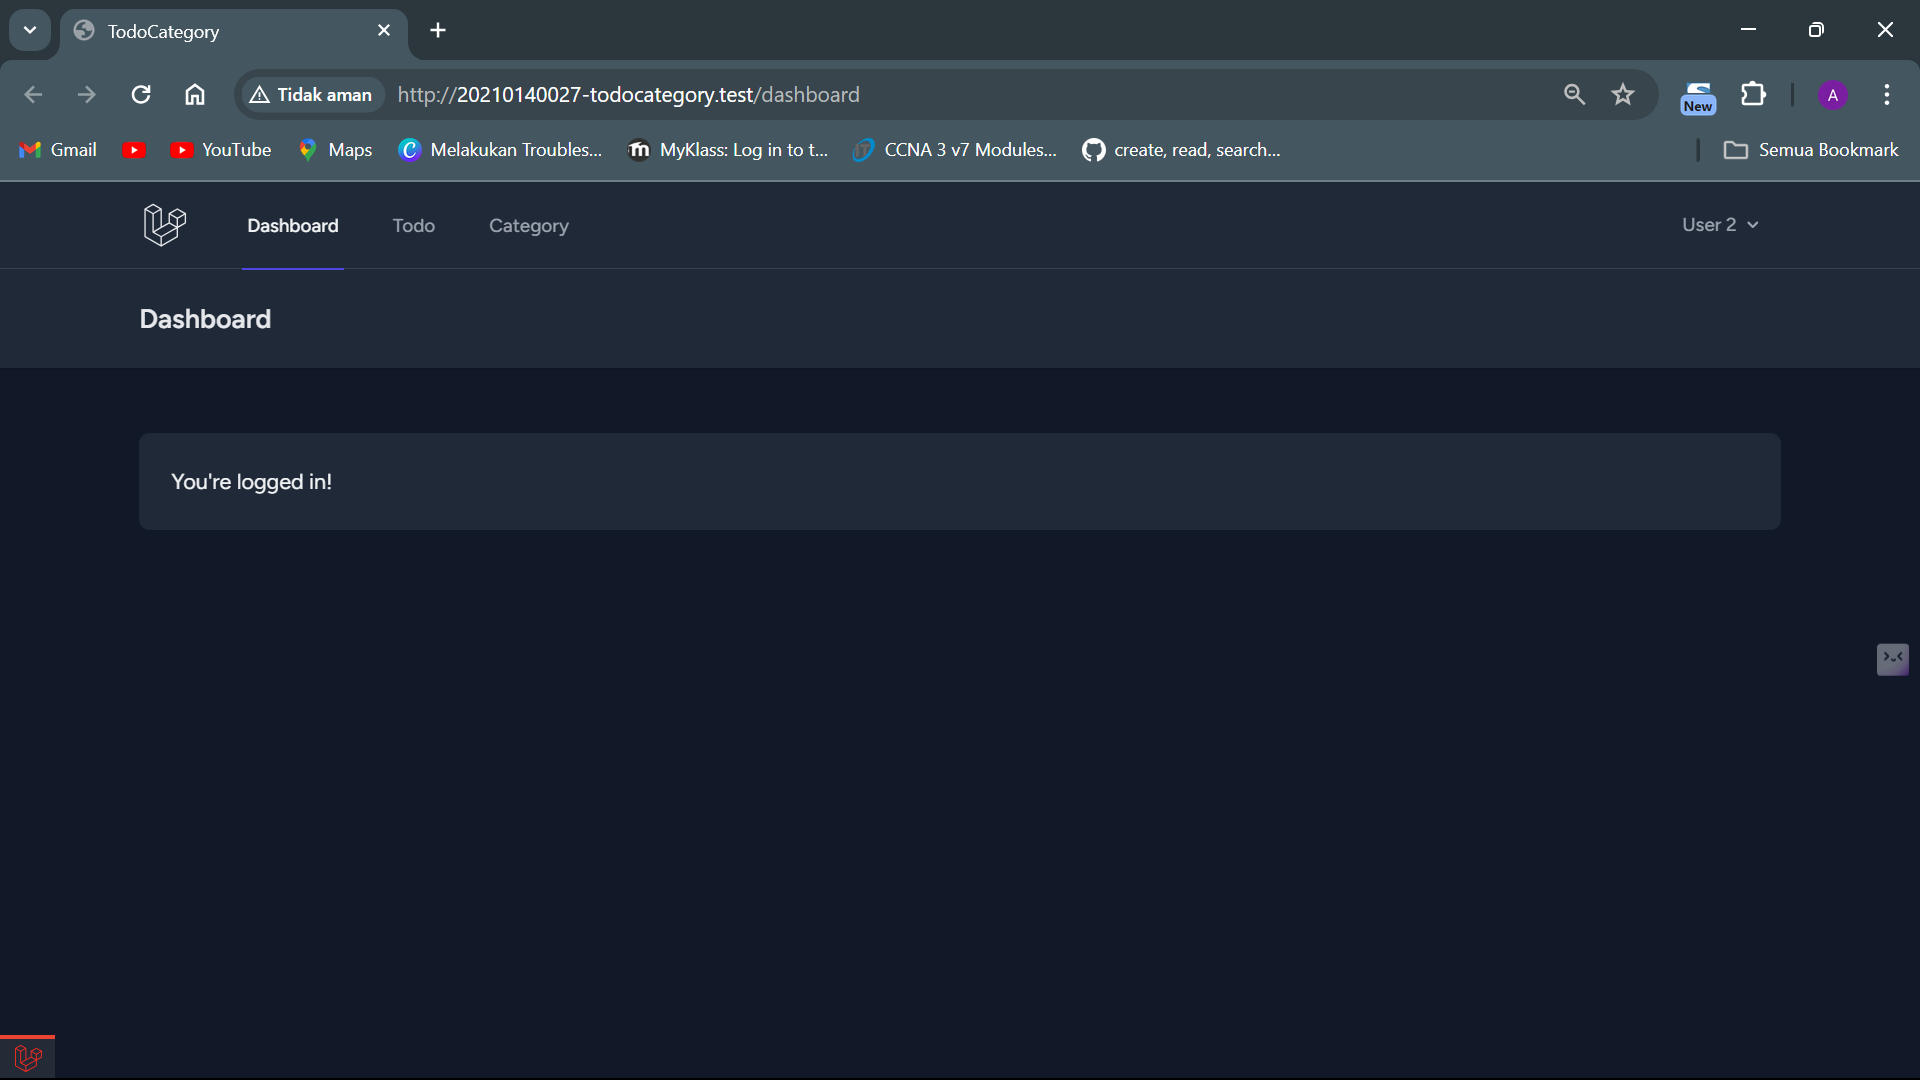 TodoCategory
Tidak aman
http://20210140027-todocategory.test/dashboard
New
A
Gmail
YouTube
Maps
Melakukan Troubles...
MyKlass: Log in to t...
CCNA 3 v7 Modules...
create, read, search...
Semua Bookmark
Dashboard
Todo
Category
User 2
Dashboard
You're logged in!